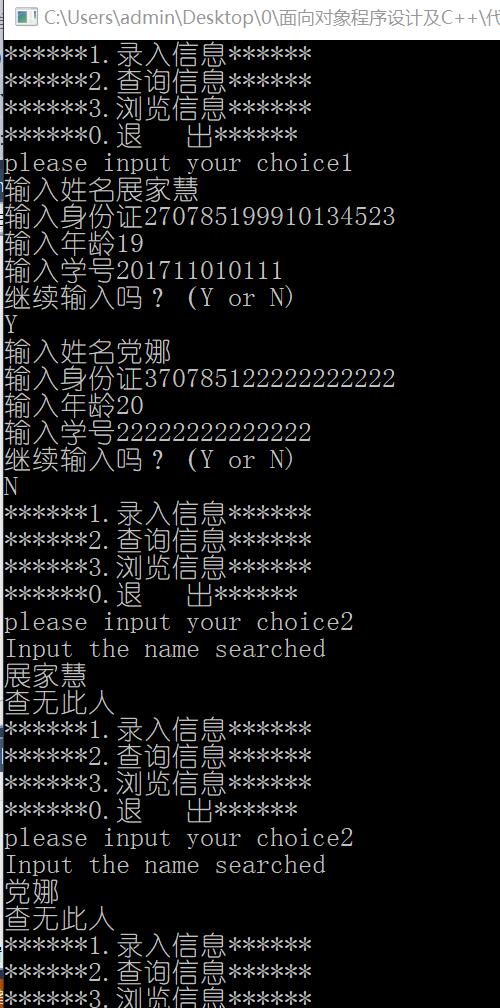 C:\Users\admin\Desktop\0\面向对象程序设计及C++\代
******1.录入信息******
******2.查询信息******
******3.浏览信息******
******0.退   出******
please input your choice1
输入姓名展家慧
输入身份证270785199910134523
输入年龄19
输入学号201711010111
继续输入吗？(Y or N)
Y
输入姓名党娜
输入身份证370785122222222222
输入年龄20
输入学号22222222222222
继续输入吗？(Y or N)
N
******1.录入信息******
******2.查询信息******
******3.浏览信息******
******0.退   出******
please input your choice2
Input the name searched
展家慧
查无此人
******1.录入信息******
******2.查询信息******
******3.浏览信息******
******0.退   出******
please input your choice2
Input the name searched
党娜
查无此人
******1.录入信息******
******2.查询信息******
******3.浏览信息******